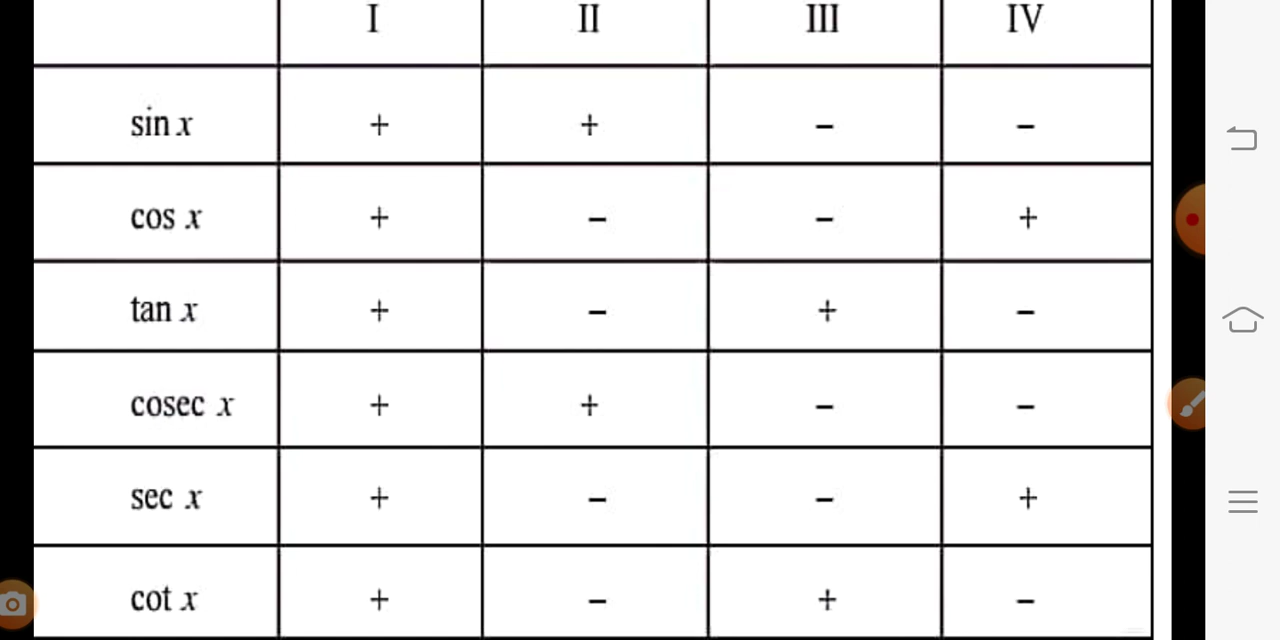 I II III IV
sin x + + – –
cos x + – – +
tan x + – + –
cosec x + + – –
sec x + – – +
cot x + – + –